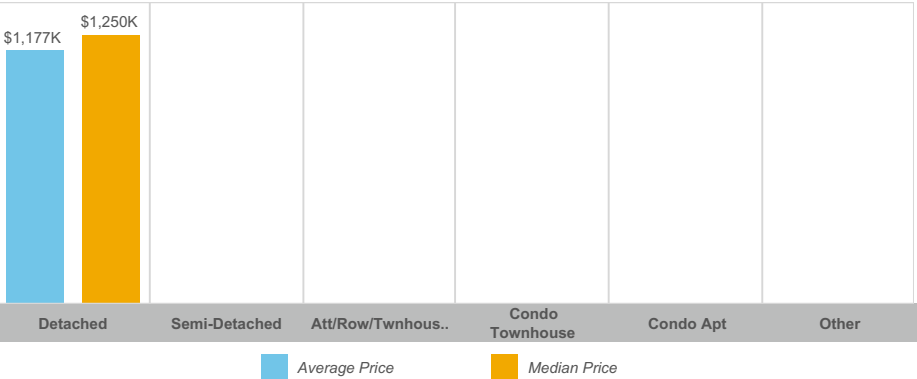 $1,177K
$1,250K
Detached
Semi-Detached
Att/Row/Twnhous..
Condo
Townhouse
Condo Apt
Other
Average Price
Median Price